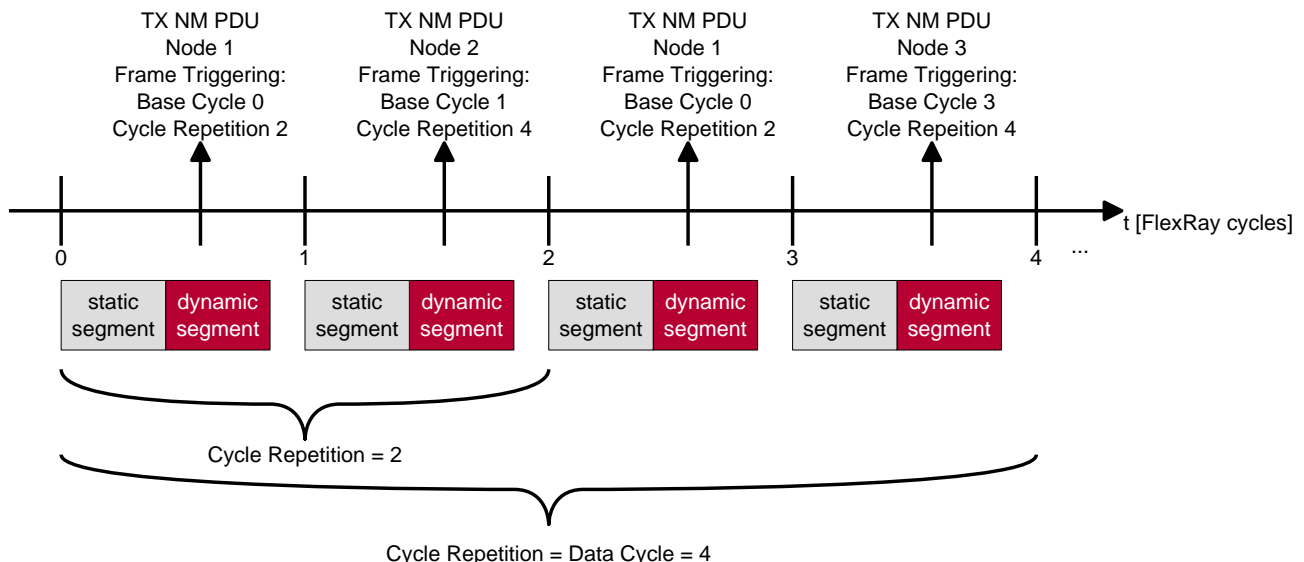 TX NM PDU
Node 1
Frame Triggering:
Base Cycle 0
Cycle Repetition 2
TX NM PDU
Node 2
Frame Triggering:
Base Cycle 1
Cycle Repetition 4
TX NM PDU
Node 1
Frame Triggering:
Base Cycle 0
Cycle Repetition 2
TX NM PDU
Node 3
Frame Triggering:
Base Cycle 3
Cycle Repeition 4
t [FlexRay cycles]
0
1
2
3
4
...
static
segment
dynamic
segment
static
segment
dynamic
segment
static
segment
dynamic
segment
static
segment
dynamic
segment
Cycle Repetition = 2
Cycle Repetition = Data Cycle = 4